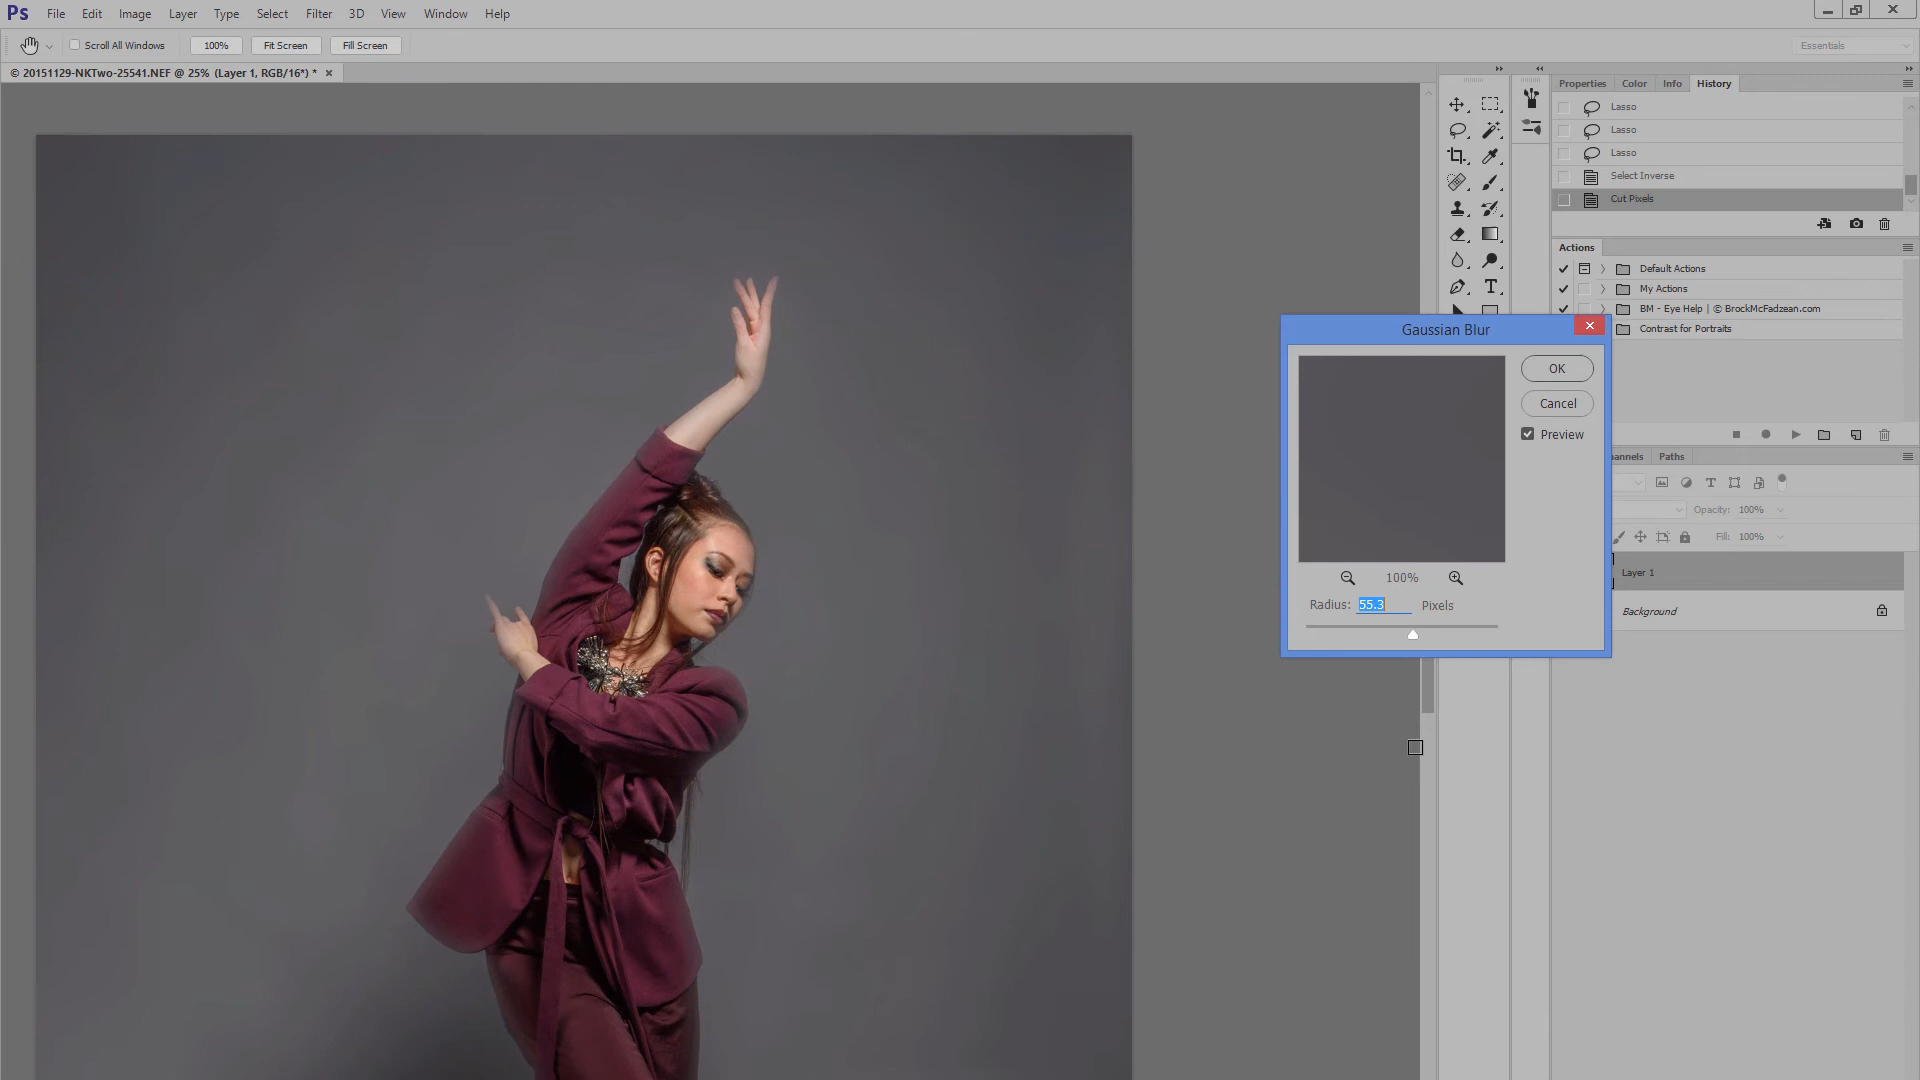 Ps File Edit Image Layer Type Select Filter 3D View Window Help
Scroll All Windows 100% Fit Screen Fill Screen Essentials
© 20151129-NKTwo-25541.NEF @ 25% (Layer 1, RGB/16*) *
Properties Color Info History
Lasso
Lasso
Lasso
Select Inverse
Cut Pixels
Actions
Default Actions
My Actions
BM - Eye Help | © BrockMcFadzean.com
Contrast for Portraits
Gaussian Blur
OK
Cancel
Preview
100%
Radius: 55.3 Pixels
annels Paths
Opacity: 100%
Fill: 100%
Layer 1
Background